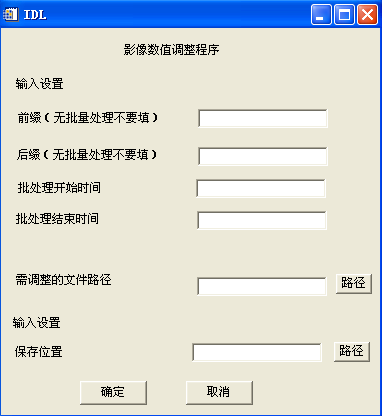 IDL
影像数值调整程序
输入设置
前缀（无批量处理不要填）
后缀（无批量处理不要填）
批处理开始时间
批处理结束时间
需调整的文件路径 路径
输入设置
保存位置 路径
确定 取消